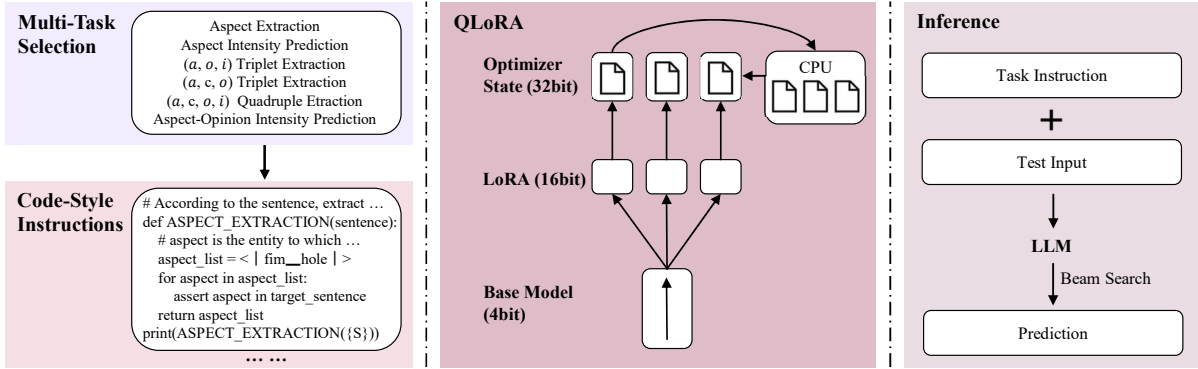 Multi-Task
Selection
Aspect Extraction
Aspect Intensity Prediction
(a, o, i) Triplet Extraction
(a, c, o) Triplet Extraction
(a, c, o, i) Quadruple Etraction
Aspect-Opinion Intensity Prediction
Code-Style
Instructions
# According to the sentence, extract …
def ASPECT_EXTRACTION(sentence):
# aspect is the entity to which …
aspect_list = <|fim__hole|>
for aspect in aspect_list:
assert aspect in target_sentence
return aspect_list
print(ASPECT_EXTRACTION({S}))
… …
QLoRA
Optimizer
State (32bit)
CPU
LoRA (16bit)
Base Model
(4bit)
Inference
Task Instruction
+
Test Input
LLM
Beam Search
Prediction